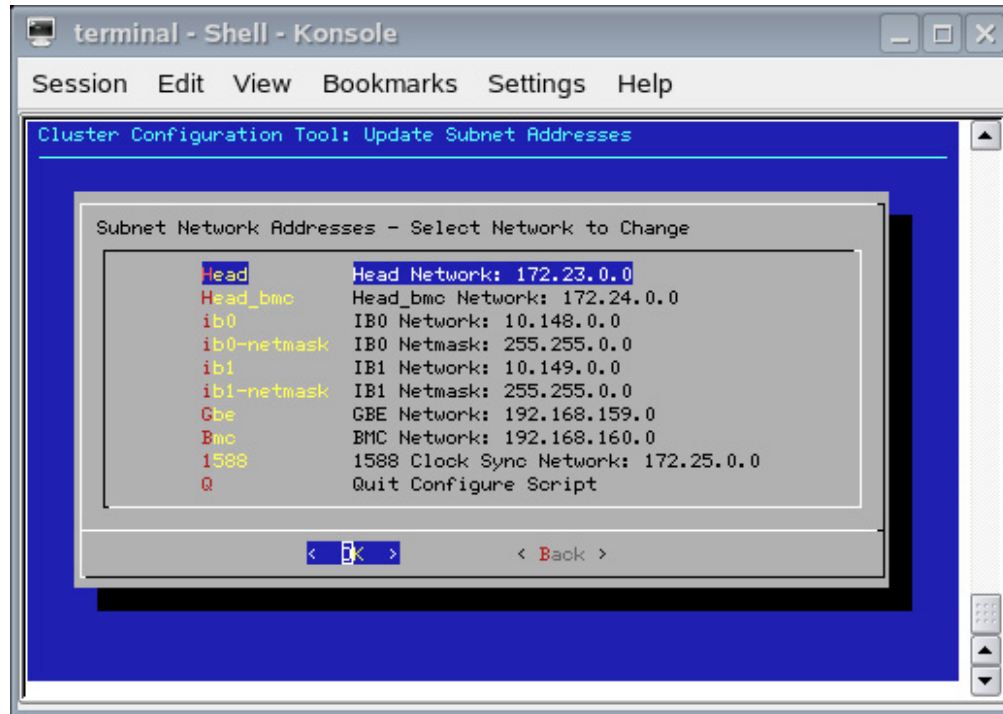 terminal - Shell - Konsole
Session Edit View Bookmarks Settings Help
Cluster Configuration Tool: Update Subnet Addresses
Subnet Network Addresses - Select Network to Change
Head Head Network: 172.23.0.0
Head_bmc Head_bmc Network: 172.24.0.0
ib0 IB0 Network: 10.148.0.0
ib0-netmask IB0 Netmask: 255.255.0.0
ib1 IB1 Network: 10.149.0.0
ib1-netmask IB1 Netmask: 255.255.0.0
Gbe GBE Network: 192.168.159.0
Bmc BMC Network: 192.168.160.0
1588 1588 Clock Sync Network: 172.25.0.0
Q Quit Configure Script
< OK > < Back >